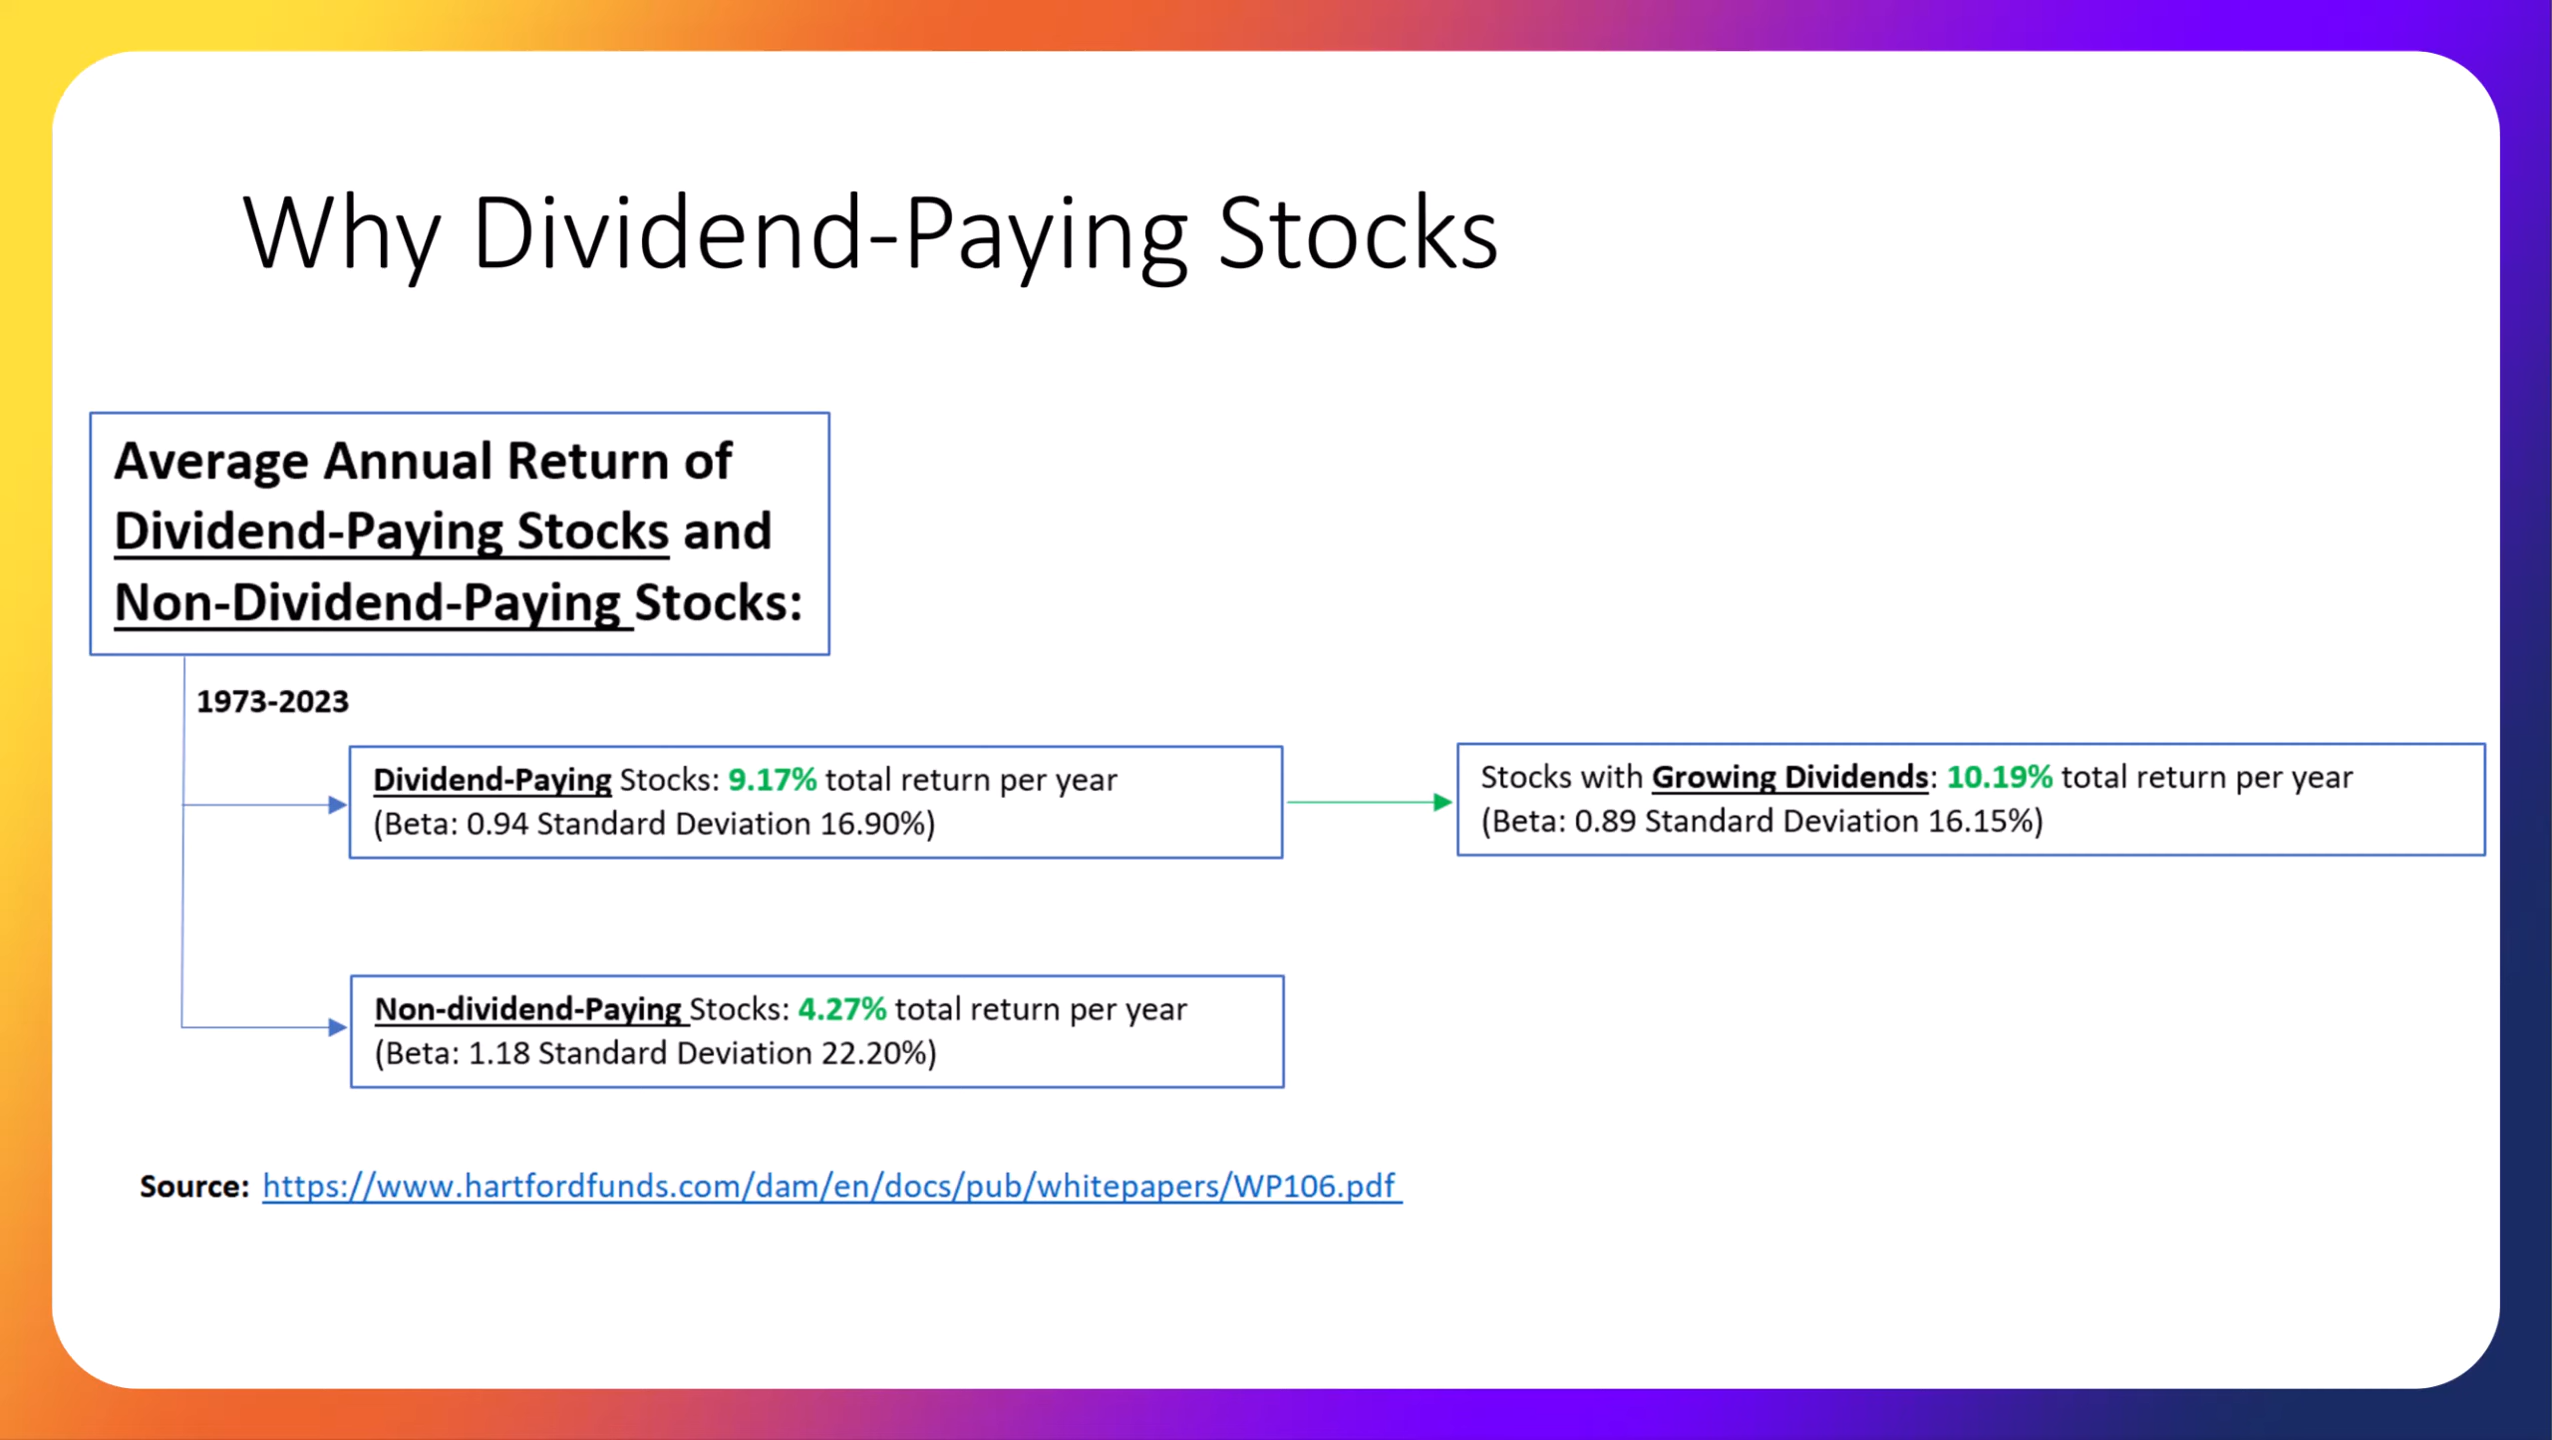 Why Dividend-Paying Stocks
Average Annual Return of
Dividend-Paying Stocks and
Non-Dividend-Paying Stocks:
1973-2023
Dividend-Paying Stocks: 9.17% total return per year
(Beta: 0.94 Standard Deviation 16.90%)
Stocks with Growing Dividends: 10.19% total return per year
(Beta: 0.89 Standard Deviation 16.15%)
Non-dividend-Paying Stocks: 4.27% total return per year
(Beta: 1.18 Standard Deviation 22.20%)
Source: https://www.hartfordfunds.com/dam/en/docs/pub/whitepapers/WP106.pdf